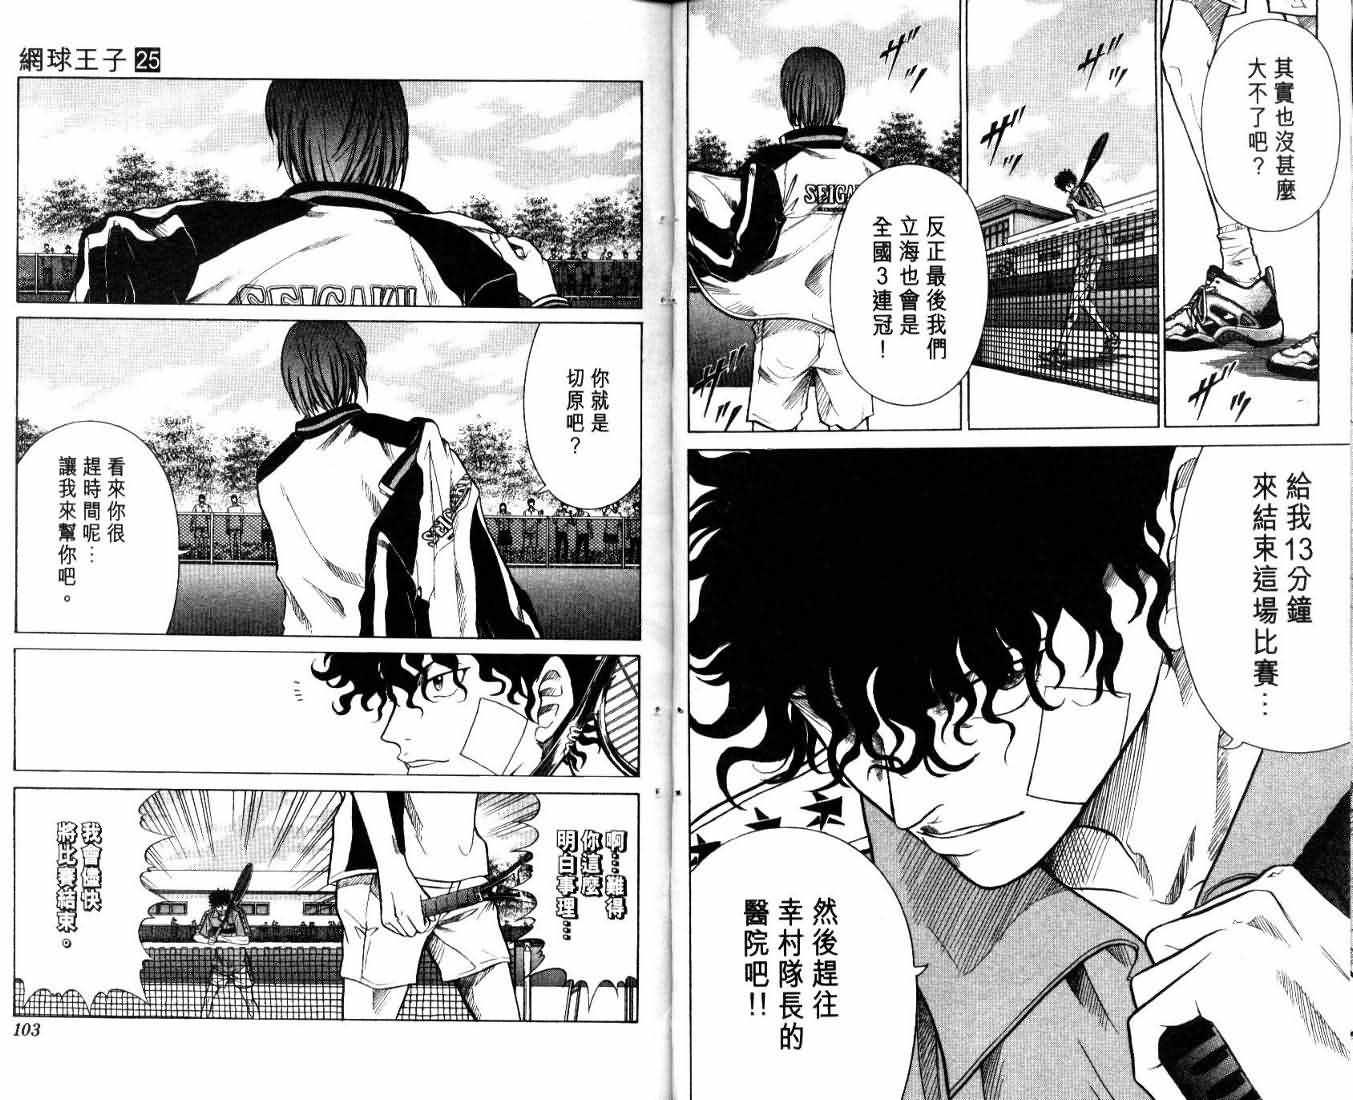 其實也沒甚麼
大不了吧？
反正最後我們
立海也會是
全國3連冠！
SEIGA
給我13分鐘
來結束這場比賽…
然後趕往
幸村隊長的
醫院吧!!
網球王子 25
SEIGAKU
你就是
切原吧？
看來你很
趕時間呢…
讓我來幫你吧。
SEIG
啊…難得
你這麼
明白事理…
我會儘快
將比賽結束。
103